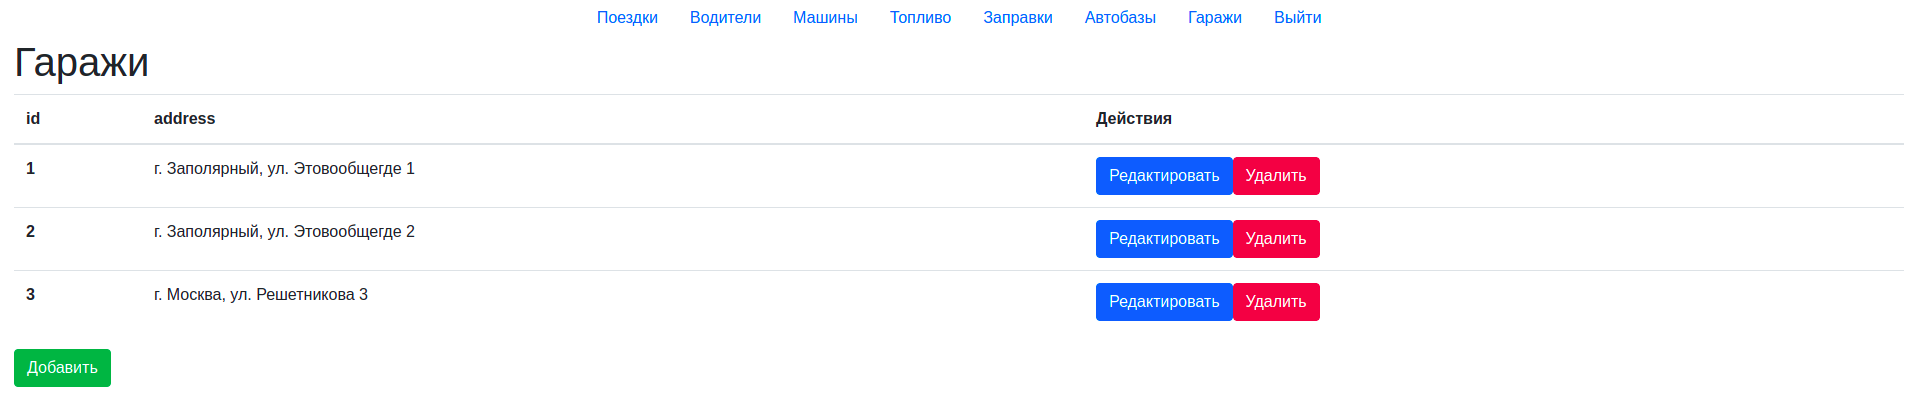 Поездки Водители Машины Топливо Заправки Автобазы Гаражи Выйти
Гаражи
id address Действия
1 г. Заполярный, ул. Этовообщегде 1 Редактировать Удалить
2 г. Заполярный, ул. Этовообщегде 2 Редактировать Удалить
3 г. Москва, ул. Решетникова 3 Редактировать Удалить
Добавить